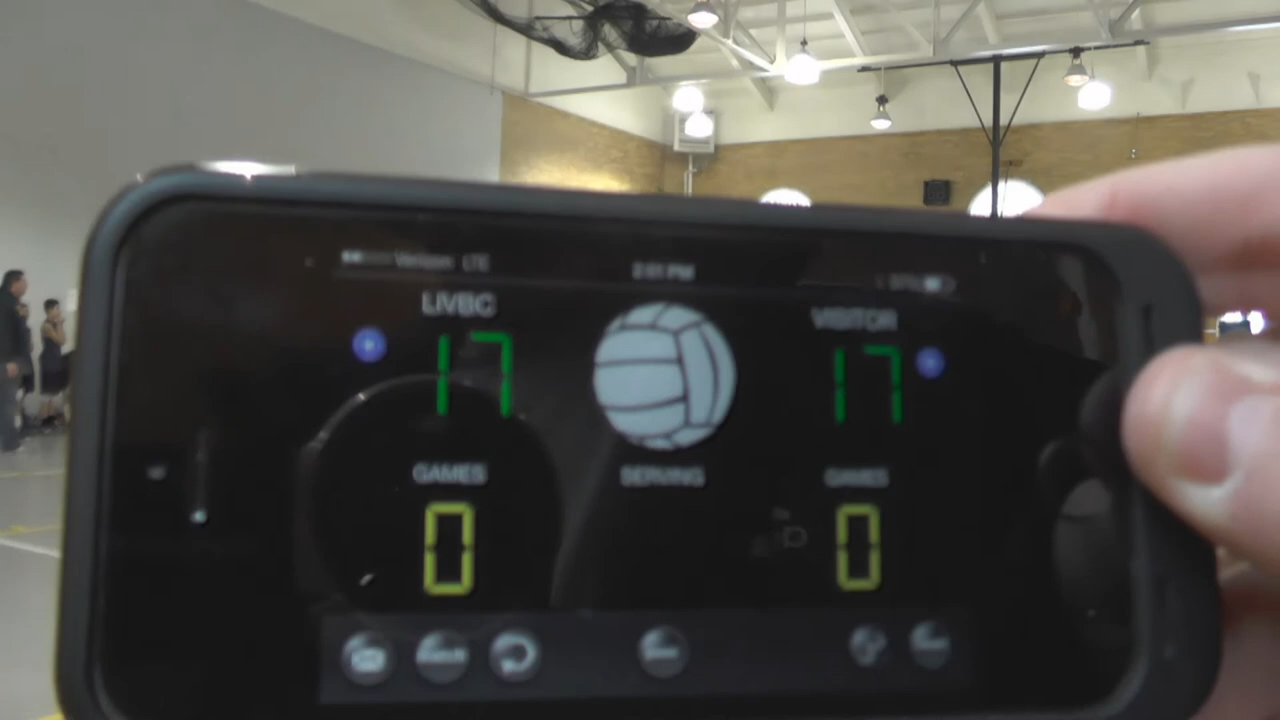 Verizon LTE
LIVBC
VISITOR
17
17
GAMES
SERVING
GAMES
0
0